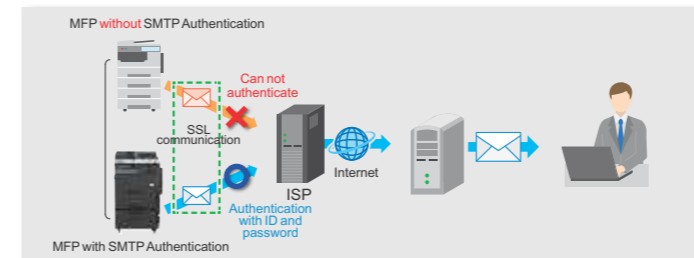 MFP without SMTP Authentication
Can not
authenticate
SSL
communication
Internet
ISP
Authentication
with ID and
password
MFP with SMTP Authentication